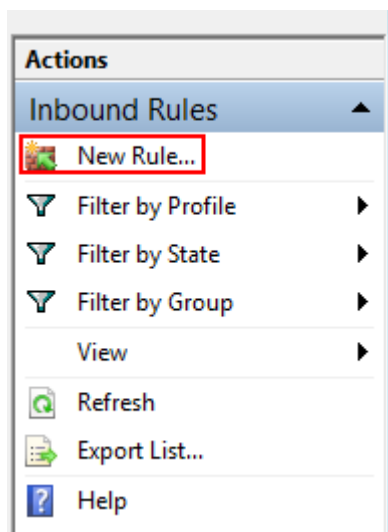 Actions
Inbound Rules
New Rule...
Filter by Profile
Filter by State
Filter by Group
View
Refresh
Export List...
Help